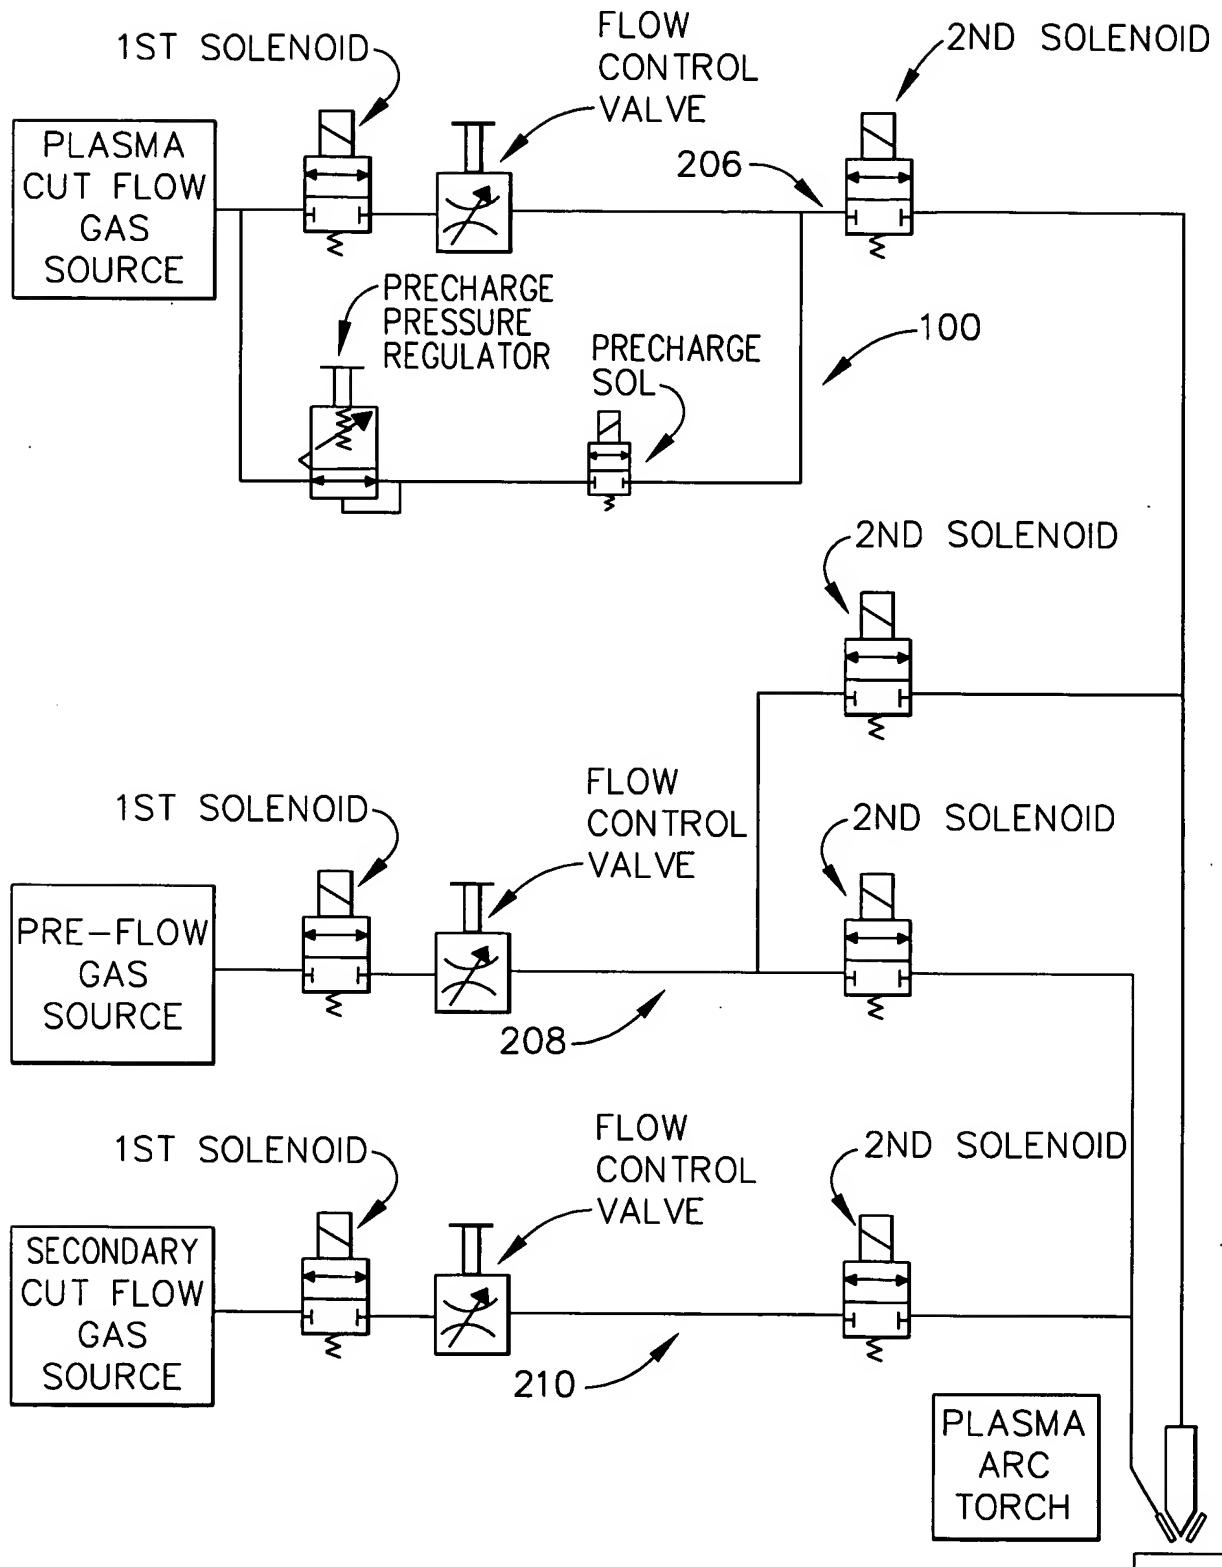 1ST SOLENOID
FLOW
CONTROL
VALVE
2ND SOLENOID
PLASMA
CUT FLOW
GAS
SOURCE
206
PRECHARGE
PRESSURE
REGULATOR
PRECHARGE
SOL
100
2ND SOLENOID
1ST SOLENOID
FLOW
CONTROL
VALVE
2ND SOLENOID
PRE-FLOW
GAS
SOURCE
208
1ST SOLENOID
FLOW
CONTROL
VALVE
2ND SOLENOID
SECONDARY
CUT FLOW
GAS
SOURCE
210
PLASMA
ARC
TORCH